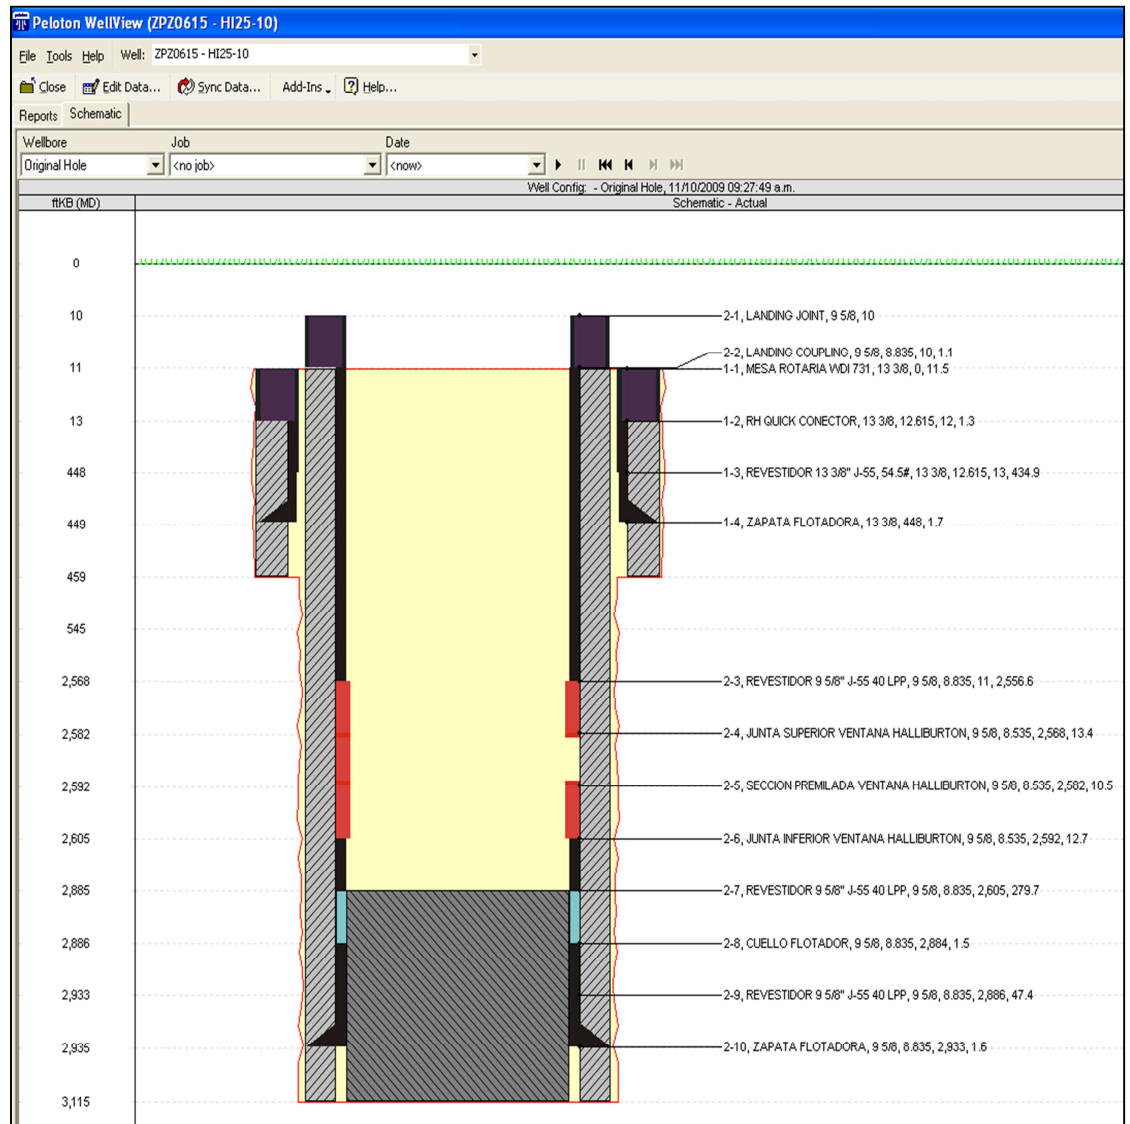 Peloton WellView (ZPZ0615 - HI25-10)
File Tools Help Well: ZPZ0615 - HI25-10
Close Edit Data... Sync Data... Add-Ins Help...
Reports Schematic
Wellbore Job Date
Original Hole <no job> <now>
Well Config: - Original Hole, 11/10/2009 09:27:49 a.m.
ftKB (MD) Schematic - Actual
0
10 2-1, LANDING JOINT, 9 5/8, 10
2-2, LANDING COUPLING, 9 5/8, 8.835, 10, 1.1
11 1-1, MESA ROTARIA WDI 731, 13 3/8, 0, 11.5
13 1-2, RH QUICK CONECTOR, 13 3/8, 12.615, 12, 1.3
448 1-3, REVESTIDOR 13 3/8" J-55, 54.5#, 13 3/8, 12.615, 13, 434.9
449 1-4, ZAPATA FLOTADORA, 13 3/8, 448, 1.7
459
545
2,568 2-3, REVESTIDOR 9 5/8" J-55 40 LPP, 9 5/8, 8.835, 11, 2,556.6
2,582 2-4, JUNTA SUPERIOR VENTANA HALLIBURTON, 9 5/8, 8.535, 2,568, 13.4
2,592 2-5, SECCION PREMILADA VENTANA HALLIBURTON, 9 5/8, 8.535, 2,582, 10.5
2,605 2-6, JUNTA INFERIOR VENTANA HALLIBURTON, 9 5/8, 8.535, 2,592, 12.7
2,885 2-7, REVESTIDOR 9 5/8" J-55 40 LPP, 9 5/8, 8.835, 2,605, 279.7
2,886 2-8, CUELLO FLOTADOR, 9 5/8, 8.835, 2,884, 1.5
2,933 2-9, REVESTIDOR 9 5/8" J-55 40 LPP, 9 5/8, 8.835, 2,886, 47.4
2,935 2-10, ZAPATA FLOTADORA, 9 5/8, 8.835, 2,933, 1.6
3,115